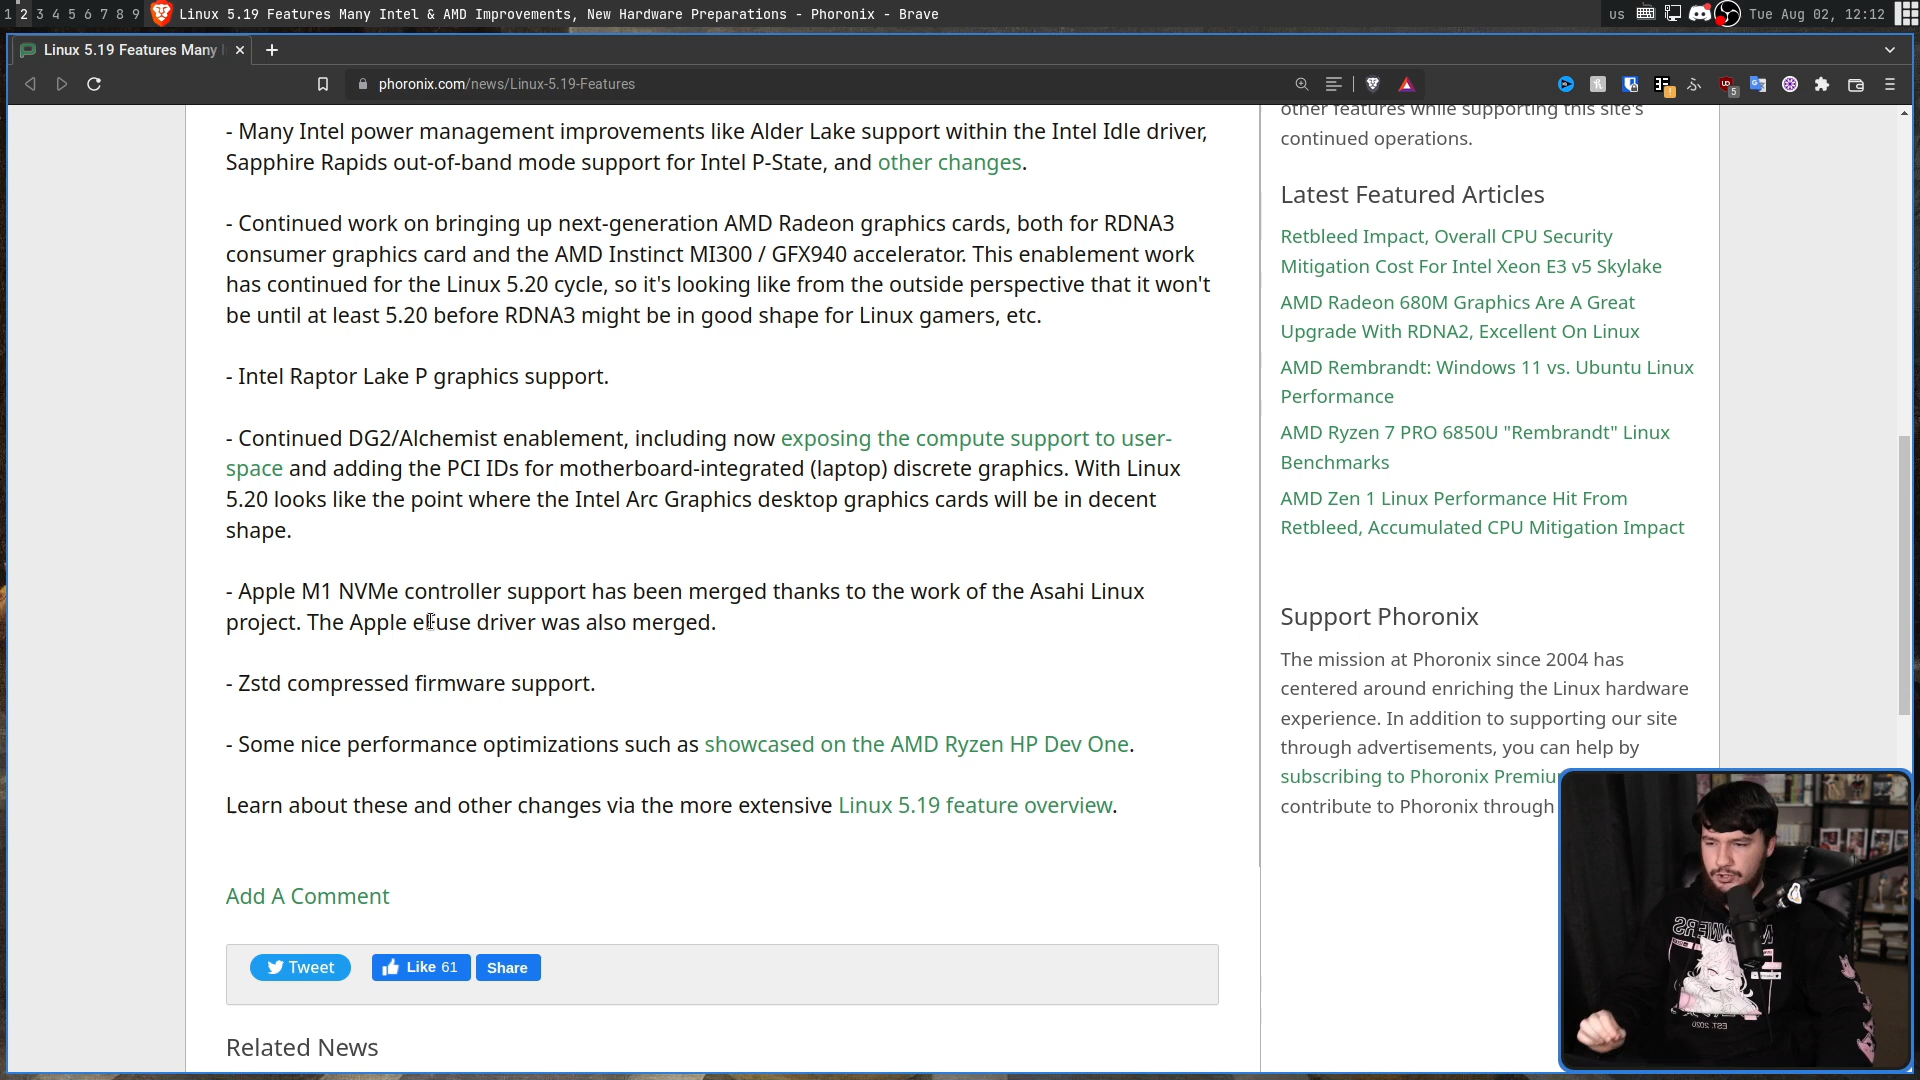 1 2 3 4 5 6 7 8 9 Linux 5.19 Features Many Intel & AMD Improvements, New Hardware Preparations - Phoronix - Brave us Tue Aug 02, 12:12
Linux 5.19 Features Many
phoronix.com/news/Linux-5.19-Features
- Many Intel power management improvements like Alder Lake support within the Intel Idle driver,
Sapphire Rapids out-of-band mode support for Intel P-State, and other changes.
- Continued work on bringing up next-generation AMD Radeon graphics cards, both for RDNA3
consumer graphics card and the AMD Instinct MI300 / GFX940 accelerator. This enablement work
has continued for the Linux 5.20 cycle, so it's looking like from the outside perspective that it won't
be until at least 5.20 before RDNA3 might be in good shape for Linux gamers, etc.
- Intel Raptor Lake P graphics support.
- Continued DG2/Alchemist enablement, including now exposing the compute support to user-
space and adding the PCI IDs for motherboard-integrated (laptop) discrete graphics. With Linux
5.20 looks like the point where the Intel Arc Graphics desktop graphics cards will be in decent
shape.
- Apple M1 NVMe controller support has been merged thanks to the work of the Asahi Linux
project. The Apple efuse driver was also merged.
- Zstd compressed firmware support.
- Some nice performance optimizations such as showcased on the AMD Ryzen HP Dev One.
Learn about these and other changes via the more extensive Linux 5.19 feature overview.
Add A Comment
Tweet Like 61 Share
Related News
other features while supporting this site's
continued operations.
Latest Featured Articles
Retbleed Impact, Overall CPU Security
Mitigation Cost For Intel Xeon E3 v5 Skylake
AMD Radeon 680M Graphics Are A Great
Upgrade With RDNA2, Excellent On Linux
AMD Rembrandt: Windows 11 vs. Ubuntu Linux
Performance
AMD Ryzen 7 PRO 6850U "Rembrandt" Linux
Benchmarks
AMD Zen 1 Linux Performance Hit From
Retbleed, Accumulated CPU Mitigation Impact
Support Phoronix
The mission at Phoronix since 2004 has
centered around enriching the Linux hardware
experience. In addition to supporting our site
through advertisements, you can help by
subscribing to Phoronix Premiu
contribute to Phoronix through
EST. 2020